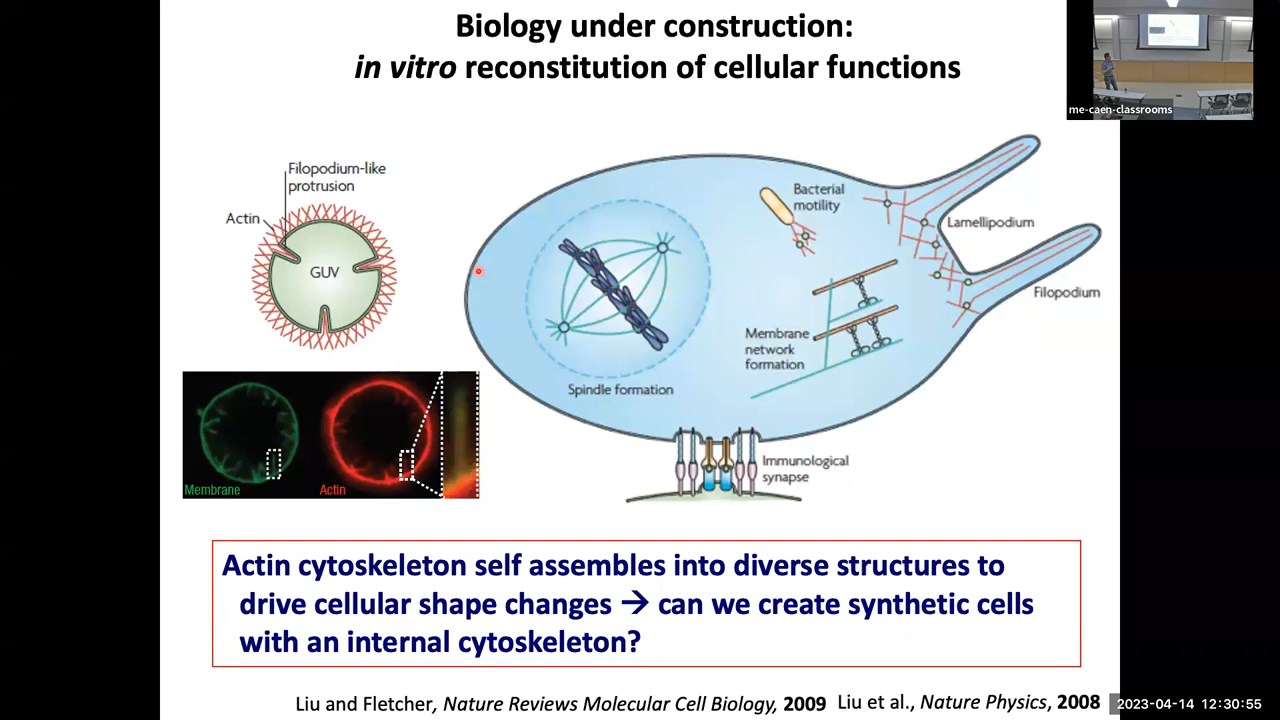 Biology under construction:
in vitro reconstitution of cellular functions
me-caen-classrooms
Filopodium-like
protrusion
Actin
GUV
Bacterial
motility
Lamellipodium
Filopodium
Membrane
network
formation
Spindle formation
Immunological
synapse
Membrane
Actin
Actin cytoskeleton self assembles into diverse structures to
drive cellular shape changes → can we create synthetic cells
with an internal cytoskeleton?
Liu and Fletcher, Nature Reviews Molecular Cell Biology, 2009 Liu et al., Nature Physics, 2008
2023-04-14 12:30:55